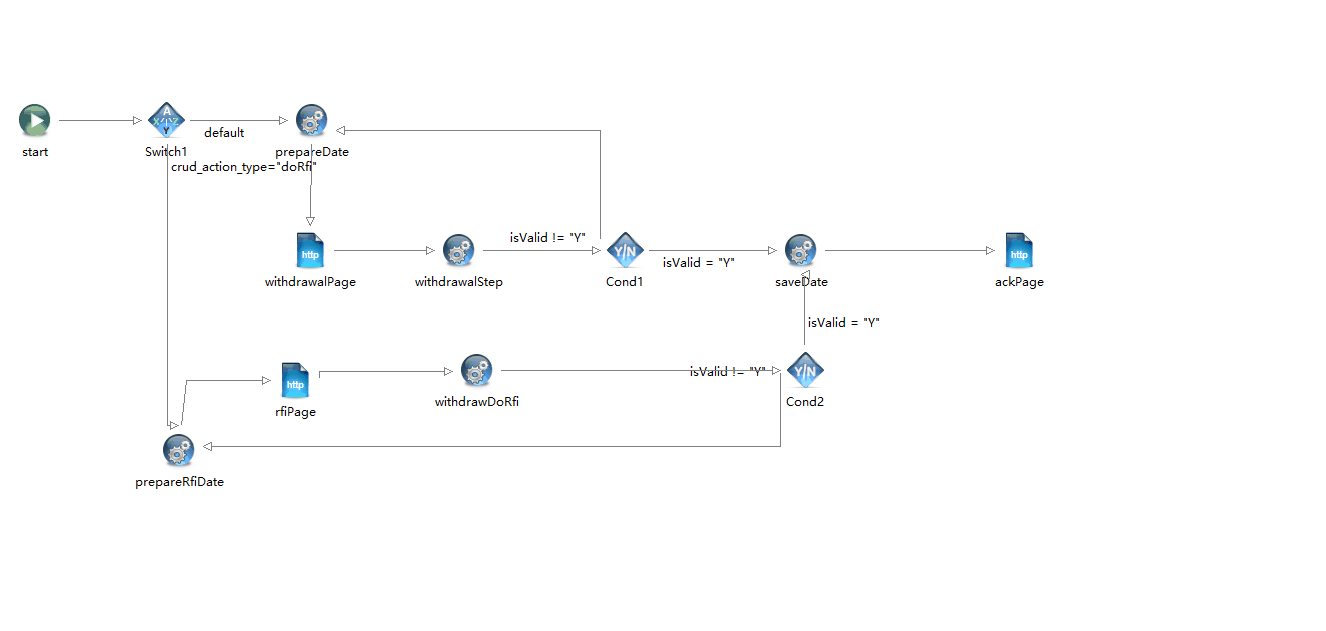 A
X Z
Y
default
start
Switch1
prepareDate
crud_action_type="doRfi"
isValid != "Y"
http
Y|N
http
isValid = "Y"
withdrawalPage
withdrawalStep
Cond1
saveDate
ackPage
isValid = "Y"
isValid != "Y"
http
Y|N
rfiPage
withdrawDoRfi
Cond2
prepareRfiDate